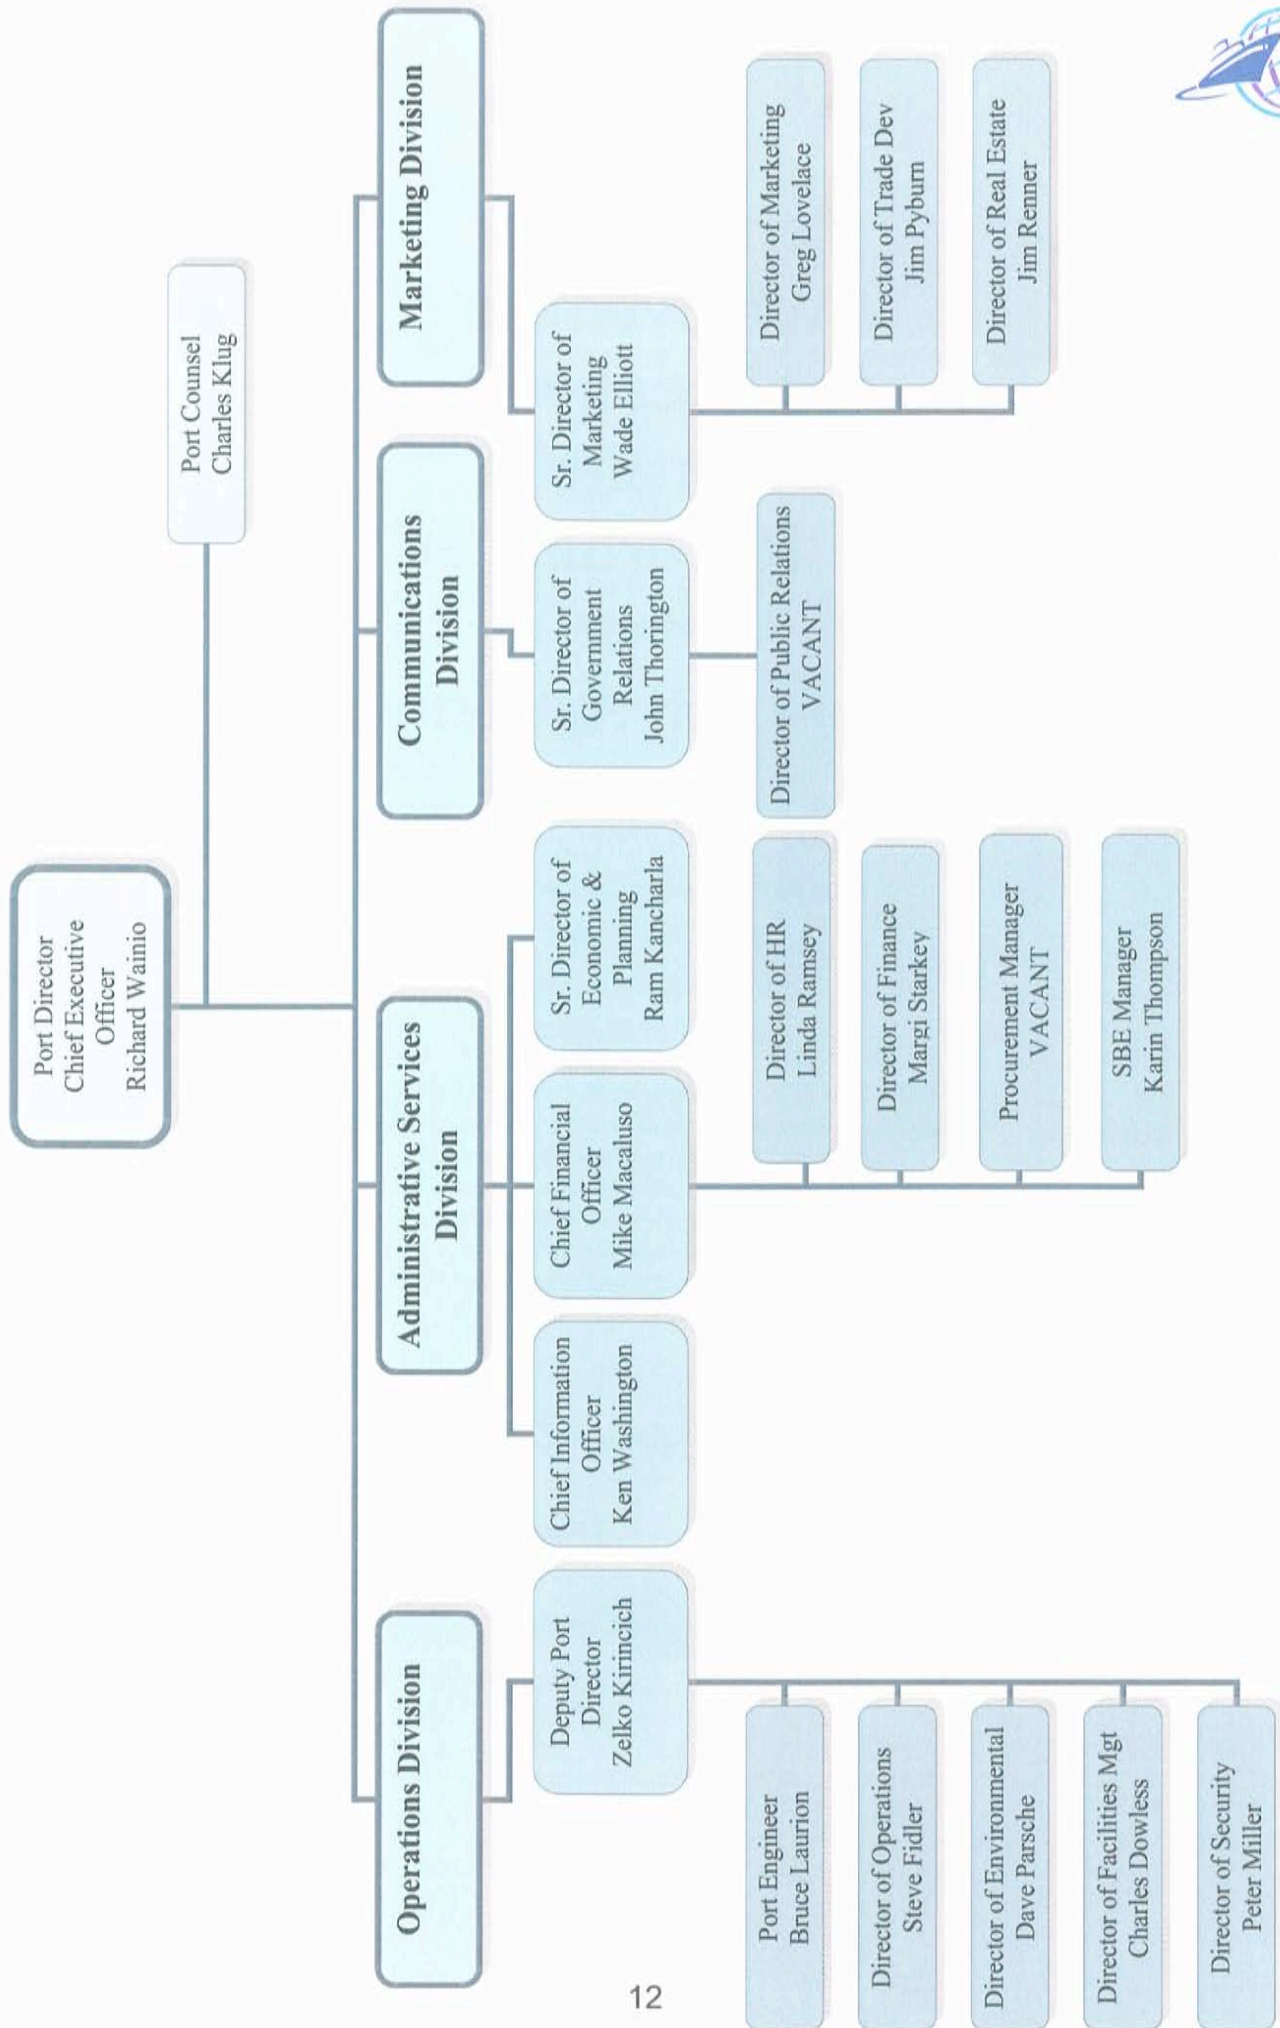 Port Director
Chief Executive
Officer
Richard Wainio
Port Counsel
Charles Klug
Operations Division
Administrative Services
Division
Communications
Division
Marketing Division
Deputy Port
Director
Zelko Kirincich
Chief Information
Officer
Ken Washington
Chief Financial
Officer
Mike Macaluso
Sr. Director of
Economic &
Planning
Ram Kancharla
Sr. Director of
Government
Relations
John Thorington
Sr. Director of
Marketing
Wade Elliott
Port Engineer
Bruce Laurion
Director of Operations
Steve Fidler
Director of Environmental
Dave Parsche
Director of Facilities Mgt
Charles Dowless
Director of Security
Peter Miller
Director of HR
Linda Ramsey
Director of Finance
Margi Starkey
Procurement Manager
VACANT
SBE Manager
Karin Thompson
Director of Public Relations
VACANT
Director of Marketing
Greg Lovelace
Director of Trade Dev
Jim Pyburn
Director of Real Estate
Jim Renner
12